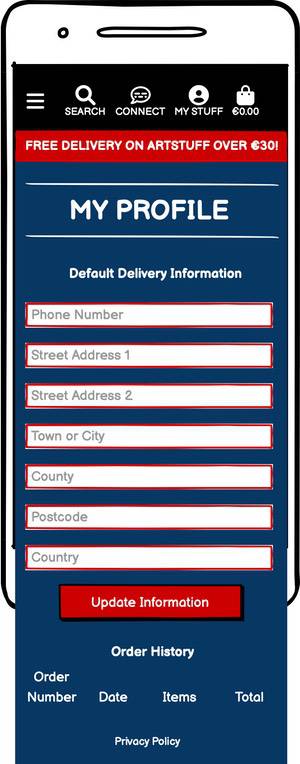 SEARCH CONNECT MY STUFF €0.00
FREE DELIVERY ON ARTSTUFF OVER €30!
MY PROFILE
Default Delivery Information
Phone Number
Street Address 1
Street Address 2
Town or City
County
Postcode
Country
Update Information
Order History
Order
Number Date Items Total
Privacy Policy